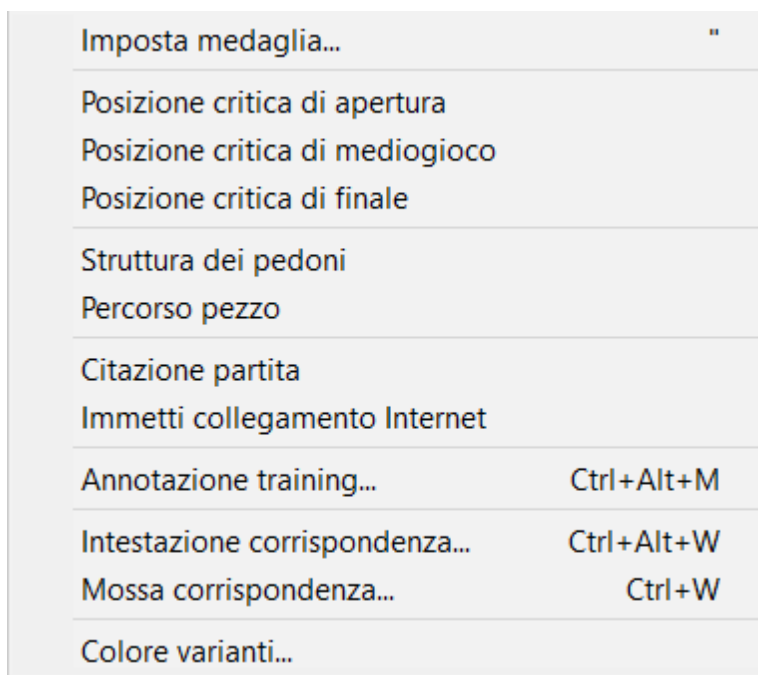 Imposta medaglia... "
Posizione critica di apertura
Posizione critica di mediogioco
Posizione critica di finale
Struttura dei pedoni
Percorso pezzo
Citazione partita
Immetti collegamento Internet
Annotazione training... Ctrl+Alt+M
Intestazione corrispondenza... Ctrl+Alt+W
Mossa corrispondenza... Ctrl+W
Colore varianti...